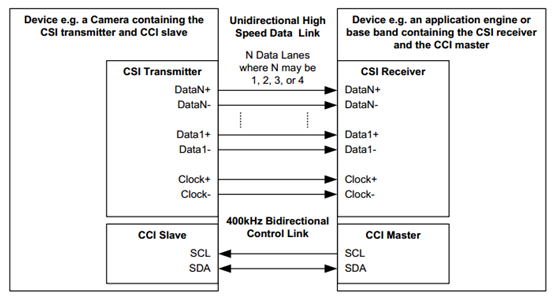 Device e.g. a Camera containing the
CSI transmitter and CCI slave
Unidirectional High
Speed Data Link
Device e.g. an application engine or
base band containing the CSI receiver
and the CCI master
N Data Lanes
where N may be
1, 2, 3, or 4
CSI Transmitter
DataN+
DataN-
Data1+
Data1-
Clock+
Clock-
CSI Receiver
DataN+
DataN-
Data1+
Data1-
Clock+
Clock-
400kHz Bidirectional
Control Link
CCI Slave
SCL
SDA
CCI Master
SCL
SDA